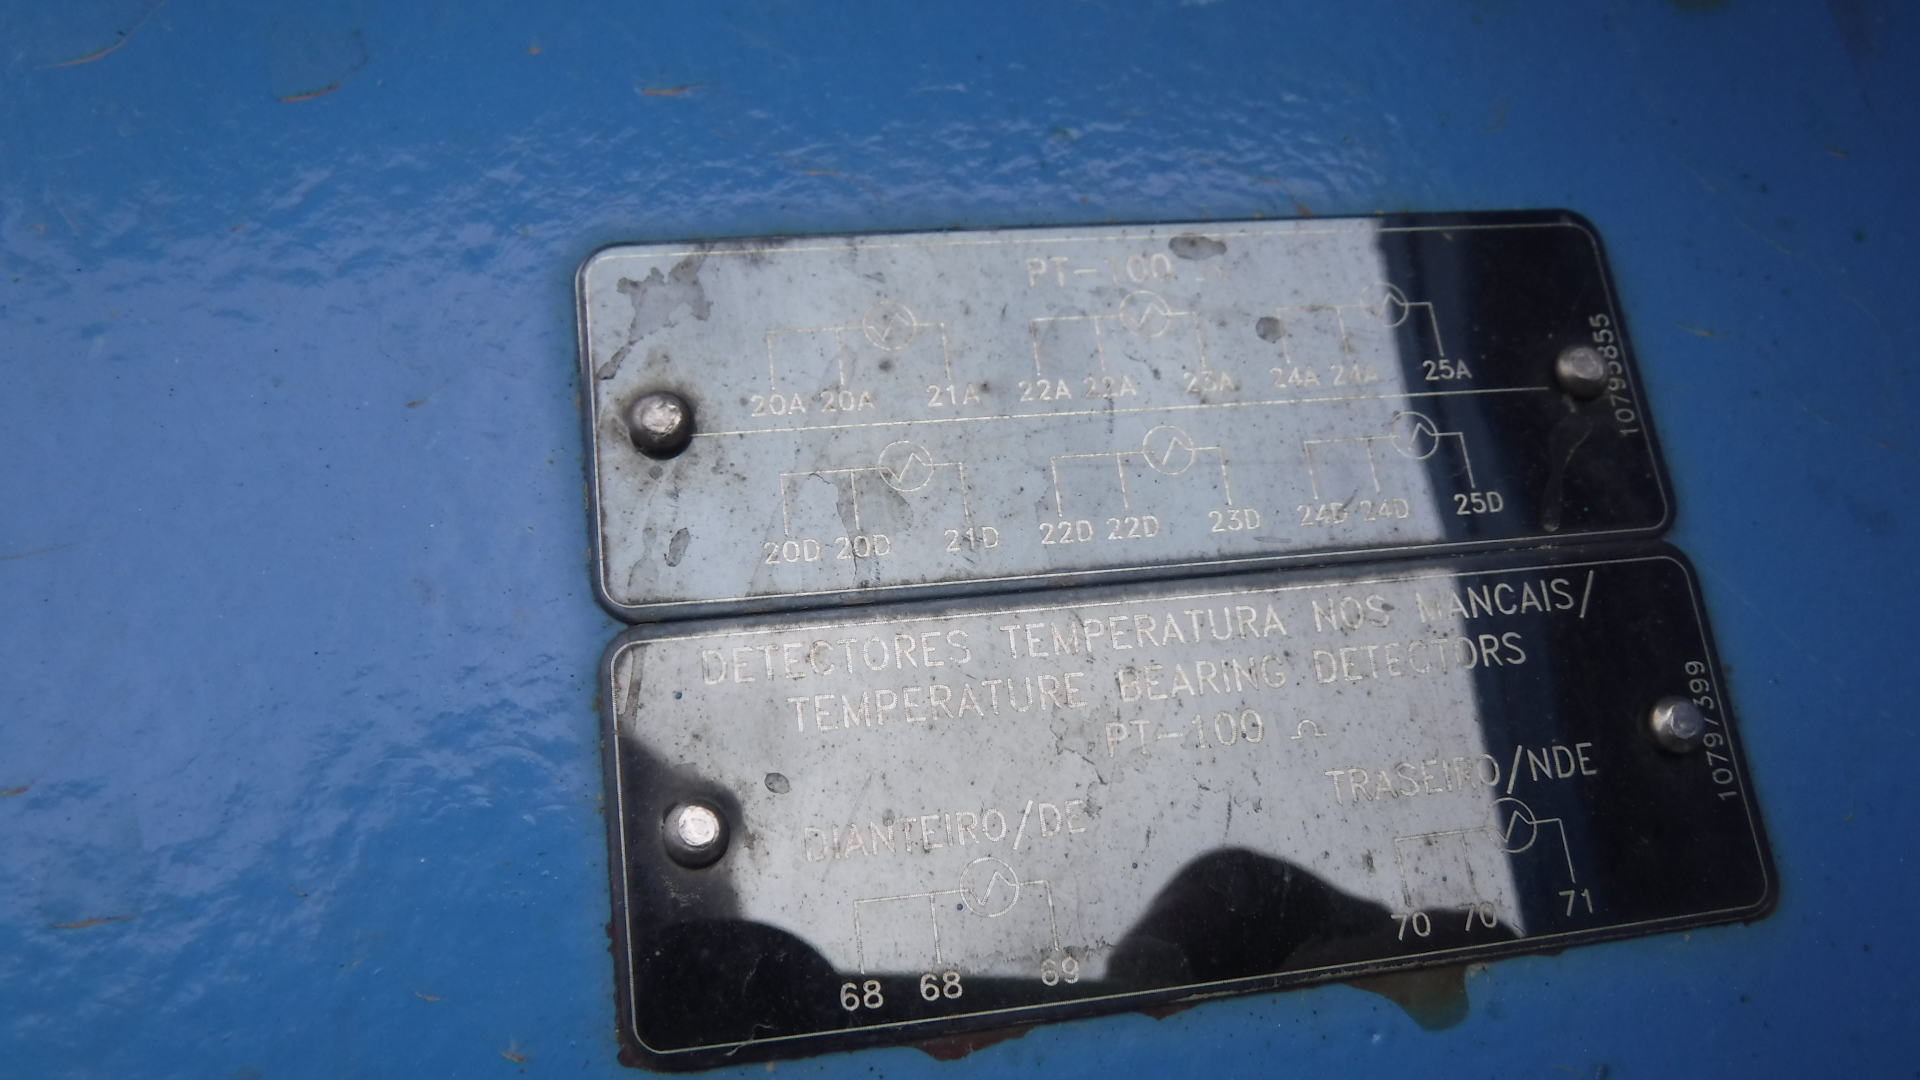 PT-100 Ω
20A 20A 21A 22A 22A 23A 24A 24A 25A
20D 20D 21D 22D 22D 23D 24D 24D 25D
10795855
DETECTORES TEMPERATURA NOS MANCAIS/
TEMPERATURE BEARING DETECTORS
PT-100 Ω
DIANTEIRO/DE
TRASEIRO/NDE
68 68 69
70 70 71
10797399